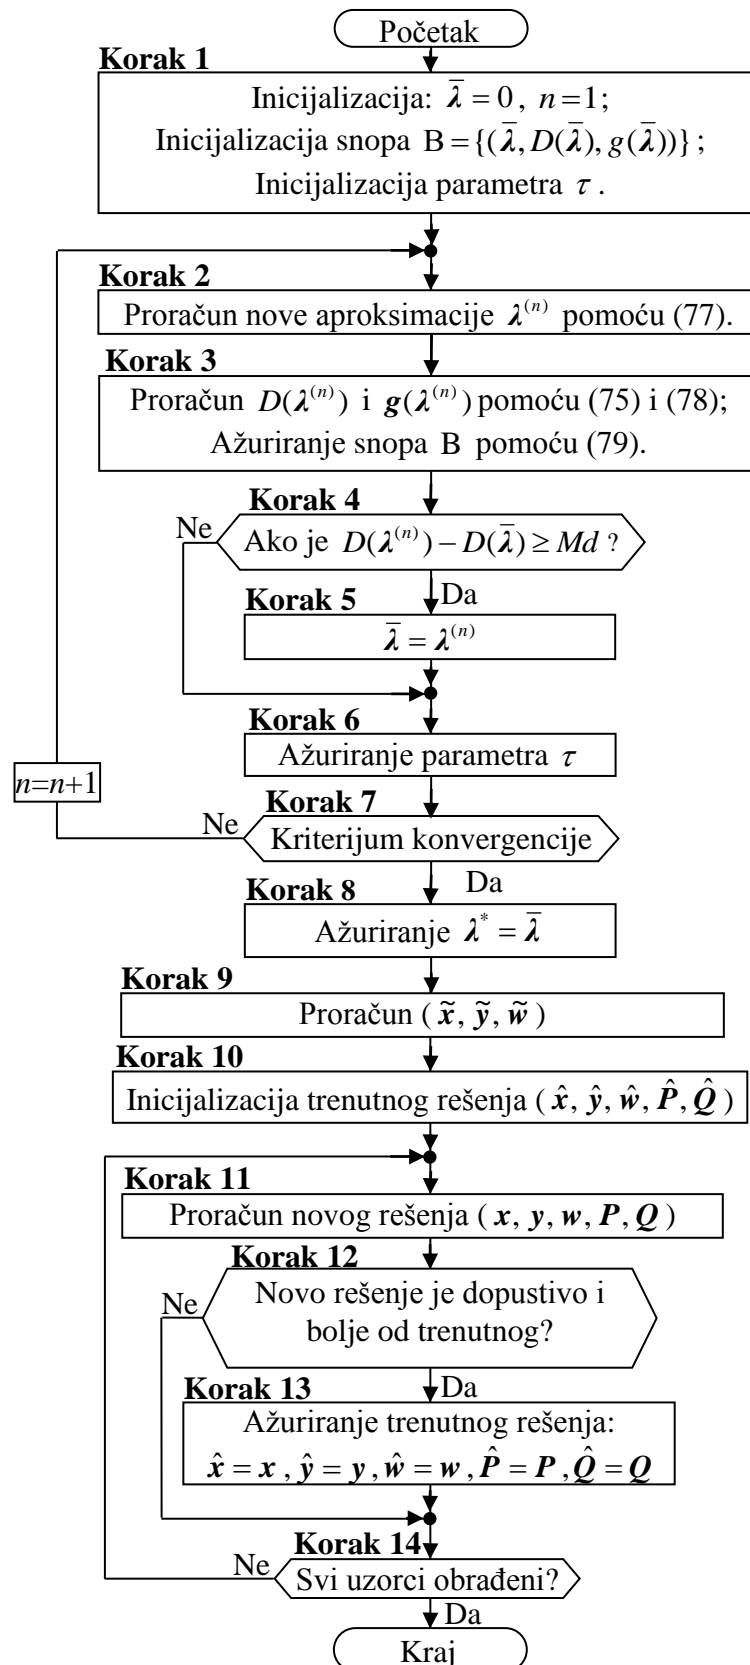 Početak
Korak 1
Inicijalizacija: λ̄ = 0, n = 1;
Inicijalizacija snopa B = {(λ̄, D(λ̄), g(λ̄))};
Inicijalizacija parametra τ.
Korak 2
Proračun nove aproksimacije λ⁽ⁿ⁾ pomoću (77).
Korak 3
Proračun D(λ⁽ⁿ⁾) i g(λ⁽ⁿ⁾) pomoću (75) i (78);
Ažuriranje snopa B pomoću (79).
Korak 4
Ne
Ako je D(λ⁽ⁿ⁾) − D(λ̄) ≥ Md ?
Da
Korak 5
λ̄ = λ⁽ⁿ⁾
Korak 6
Ažuriranje parametra τ
n=n+1
Korak 7
Ne
Kriterijum konvergencije
Da
Korak 8
Ažuriranje λ* = λ̄
Korak 9
Proračun (x̃, ỹ, w̃)
Korak 10
Inicijalizacija trenutnog rešenja (x̂, ŷ, ŵ, P̂, Q̂)
Korak 11
Proračun novog rešenja (x, y, w, P, Q)
Korak 12
Ne
Novo rešenje je dopustivo i
bolje od trenutnog?
Da
Korak 13
Ažuriranje trenutnog rešenja:
x̂ = x, ŷ = y, ŵ = w, P̂ = P, Q̂ = Q
Korak 14
Ne
Svi uzorci obrađeni?
Da
Kraj